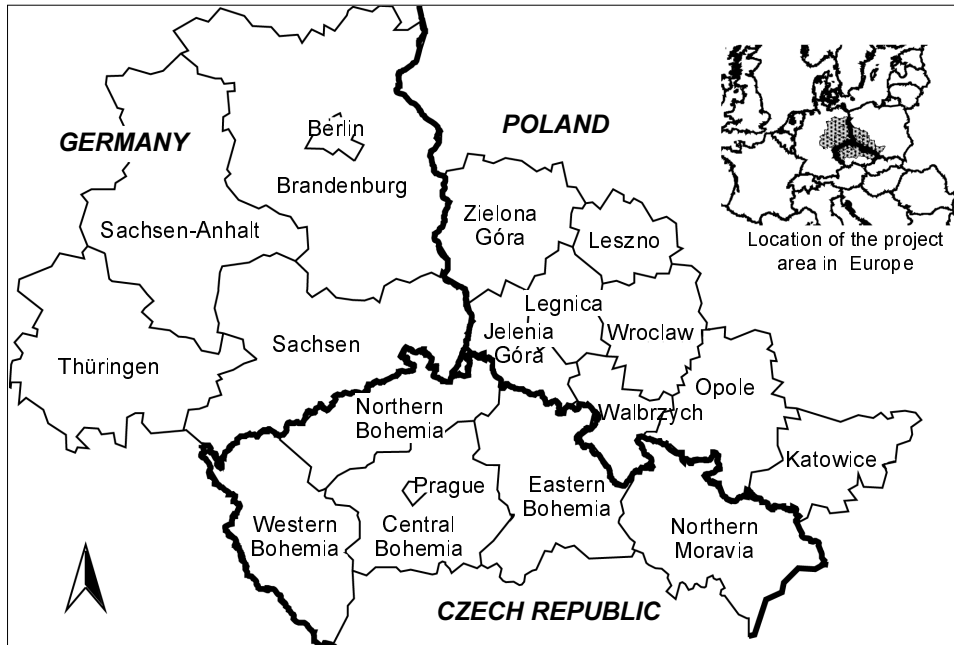 GERMANY
Berlin
Brandenburg
Sachsen-Anhalt
Thüringen
Sachsen
POLAND
Zielona
Góra
Leszno
Legnica
Jelenia
Góra
Wroclaw
Walbrzych
Opole
Katowice
Northern
Bohemia
Prague
Central
Bohemia
Western
Bohemia
Eastern
Bohemia
Northern
Moravia
CZECH REPUBLIC
Location of the project
area in Europe